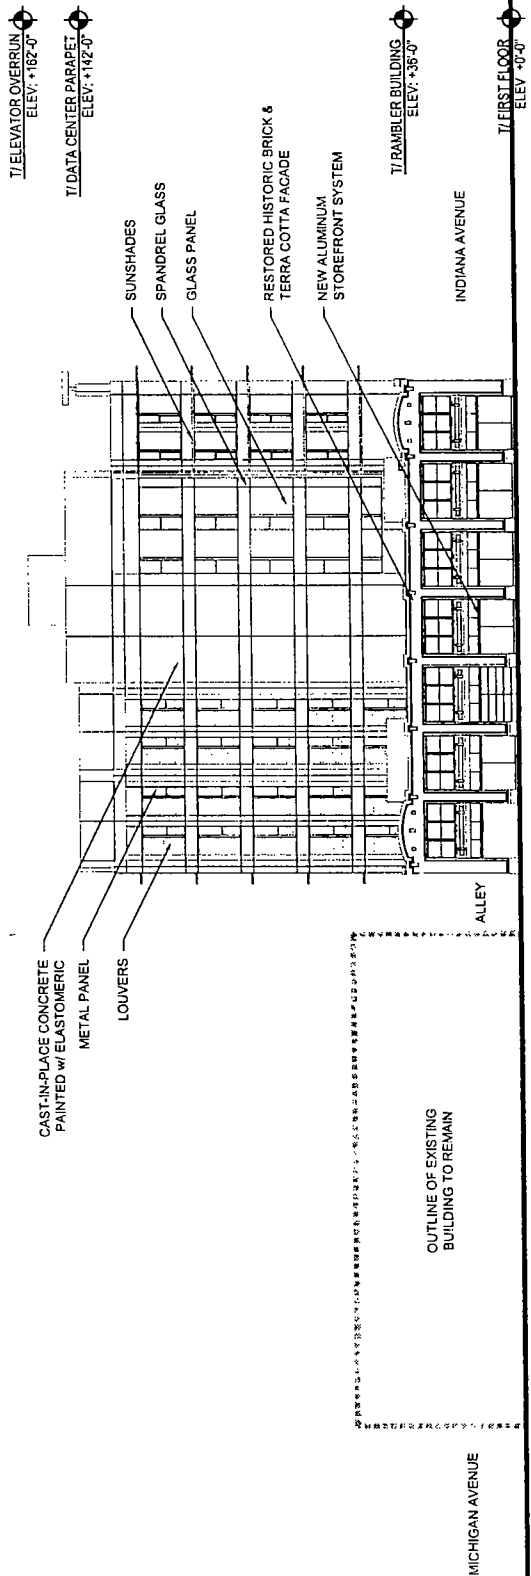 T/ ELEVATOR OVERRUN
ELEV: +162'-0"
T/ DATA CENTER PARAPET
ELEV: +142'-0"
T/ RAMBLER BUILDING
ELEV: +36'-0"
T/ FIRST FLOOR
ELEV: +0'-0"
SUNSHADES
SPANDREL GLASS
GLASS PANEL
RESTORED HISTORIC BRICK &
TERRA COTTA FACADE
NEW ALUMINUM
STOREFRONT SYSTEM
INDIANA AVENUE
CAST-IN-PLACE CONCRETE
PAINTED w/ ELASTOMERIC
METAL PANEL
LOUVERS
ALLEY
OUTLINE OF EXISTING
BUILDING TO REMAIN
MICHIGAN AVENUE